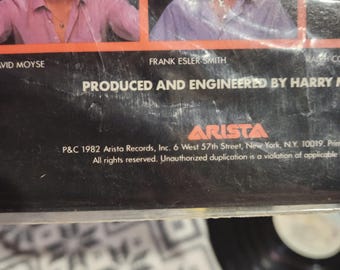 AVID MOYSE
FRANK ESLER-SMITH
PRODUCED AND ENGINEERED BY HARRY M
ARISTA
P&C 1982 Arista Records, Inc. 6 West 57th Street, New York, N.Y. 10019. Prin
All rights reserved. Unauthorized duplication is a violation of applicable